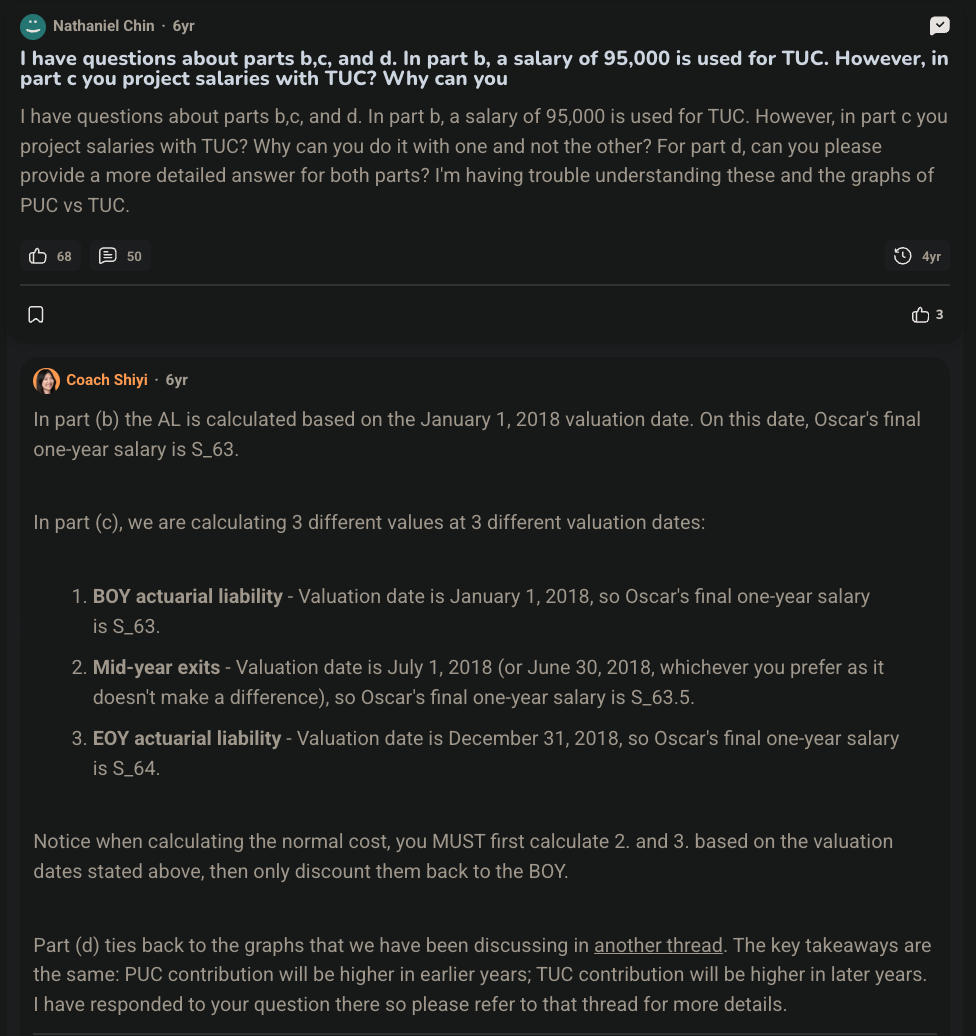 Nathaniel Chin · 6yr
I have questions about parts b,c, and d. In part b, a salary of 95,000 is used for TUC. However, in
part c you project salaries with TUC? Why can you
I have questions about parts b,c, and d. In part b, a salary of 95,000 is used for TUC. However, in part c you
project salaries with TUC? Why can you do it with one and not the other? For part d, can you please
provide a more detailed answer for both parts? I'm having trouble understanding these and the graphs of
PUC vs TUC.
68 50 4yr
3
Coach Shiyi · 6yr
In part (b) the AL is calculated based on the January 1, 2018 valuation date. On this date, Oscar's final
one-year salary is S_63.
In part (c), we are calculating 3 different values at 3 different valuation dates:
1. BOY actuarial liability - Valuation date is January 1, 2018, so Oscar's final one-year salary
is S_63.
2. Mid-year exits - Valuation date is July 1, 2018 (or June 30, 2018, whichever you prefer as it
doesn't make a difference), so Oscar's final one-year salary is S_63.5.
3. EOY actuarial liability - Valuation date is December 31, 2018, so Oscar's final one-year salary
is S_64.
Notice when calculating the normal cost, you MUST first calculate 2. and 3. based on the valuation
dates stated above, then only discount them back to the BOY.
Part (d) ties back to the graphs that we have been discussing in another thread. The key takeaways are
the same: PUC contribution will be higher in earlier years; TUC contribution will be higher in later years.
I have responded to your question there so please refer to that thread for more details.